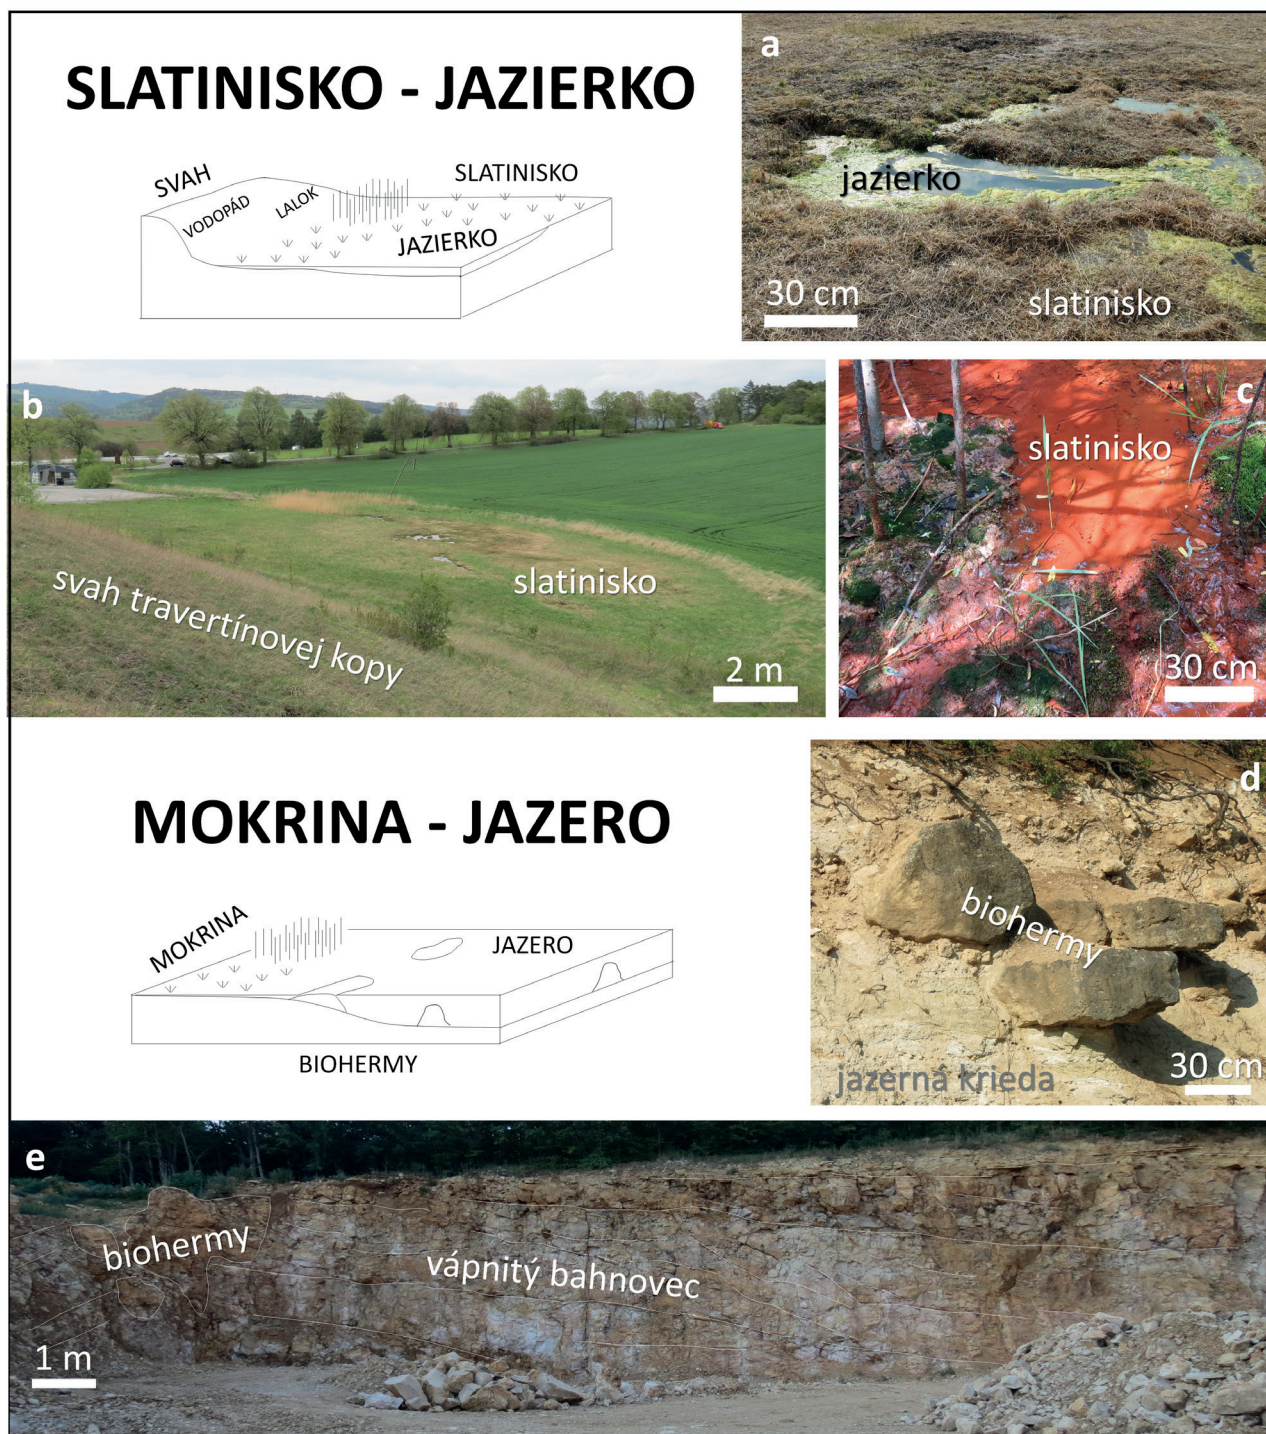 SLATINISKO - JAZIERKO
SVAH
VODOPÁD
LALOK
SLATINISKO
JAZIERKO
a
jazierko
30 cm
slatinisko
b
svah travertínovej kopy
slatinisko
2 m
c
slatinisko
30 cm
MOKRINA - JAZERO
MOKRINA
JAZERO
BIOHERMY
d
biohermy
jazerná krieda
30 cm
e
biohermy
vápnitý bahnovec
1 m